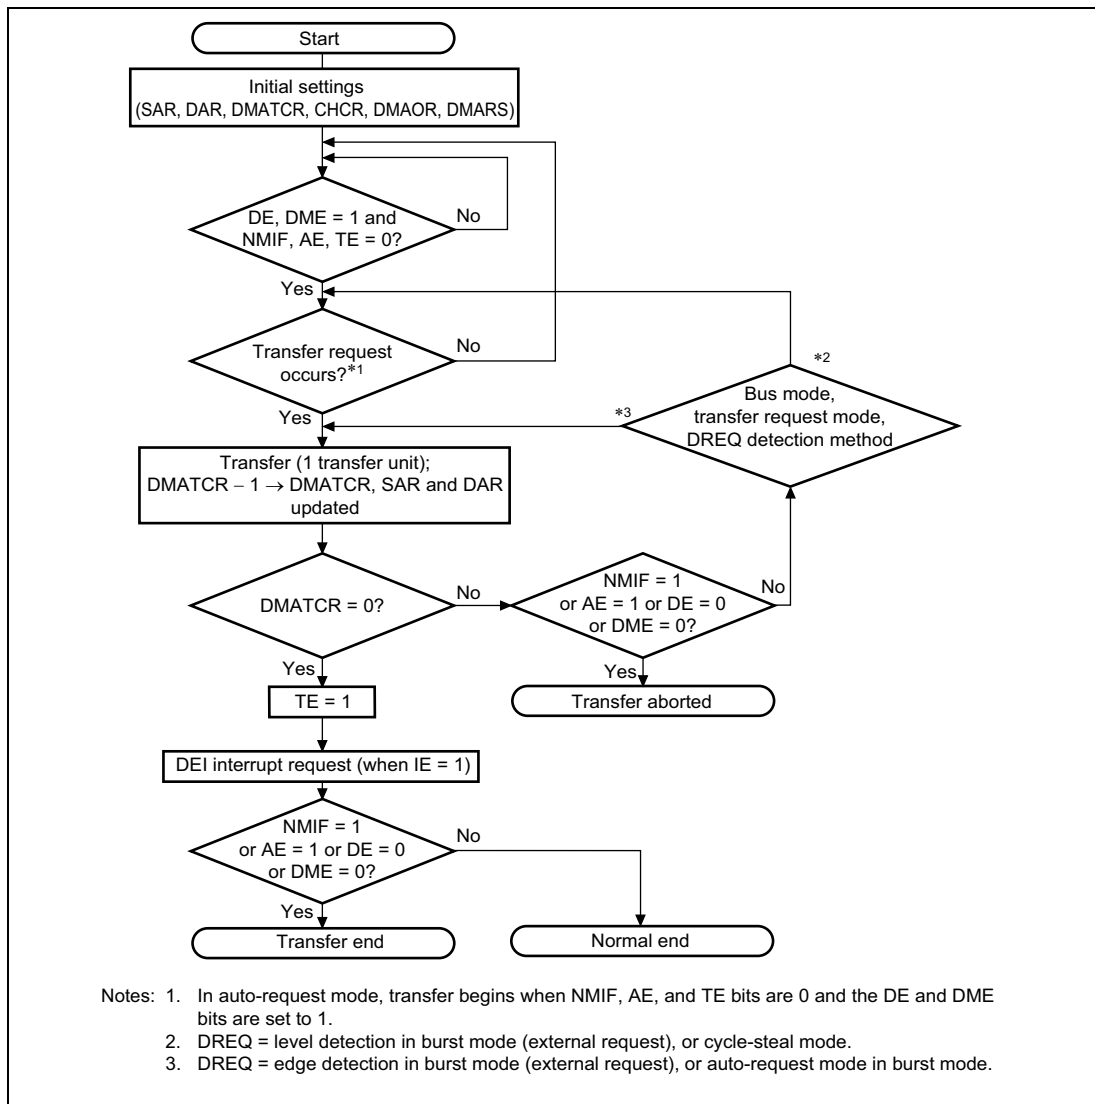 Start
Initial settings
(SAR, DAR, DMATCR, CHCR, DMAOR, DMARS)
DE, DME = 1 and
NMIF, AE, TE = 0?
No
Yes
Transfer request
occurs?*1
No
Yes
*2
Bus mode,
transfer request mode,
DREQ detection method
*3
Transfer (1 transfer unit);
DMATCR – 1 → DMATCR, SAR and DAR
updated
DMATCR = 0?
No
Yes
NMIF = 1
or AE = 1 or DE = 0
or DME = 0?
No
Yes
Transfer aborted
TE = 1
DEI interrupt request (when IE = 1)
NMIF = 1
or AE = 1 or DE = 0
or DME = 0?
No
Yes
Transfer end
Normal end
Notes: 1. In auto-request mode, transfer begins when NMIF, AE, and TE bits are 0 and the DE and DME
bits are set to 1.
2. DREQ = level detection in burst mode (external request), or cycle-steal mode.
3. DREQ = edge detection in burst mode (external request), or auto-request mode in burst mode.